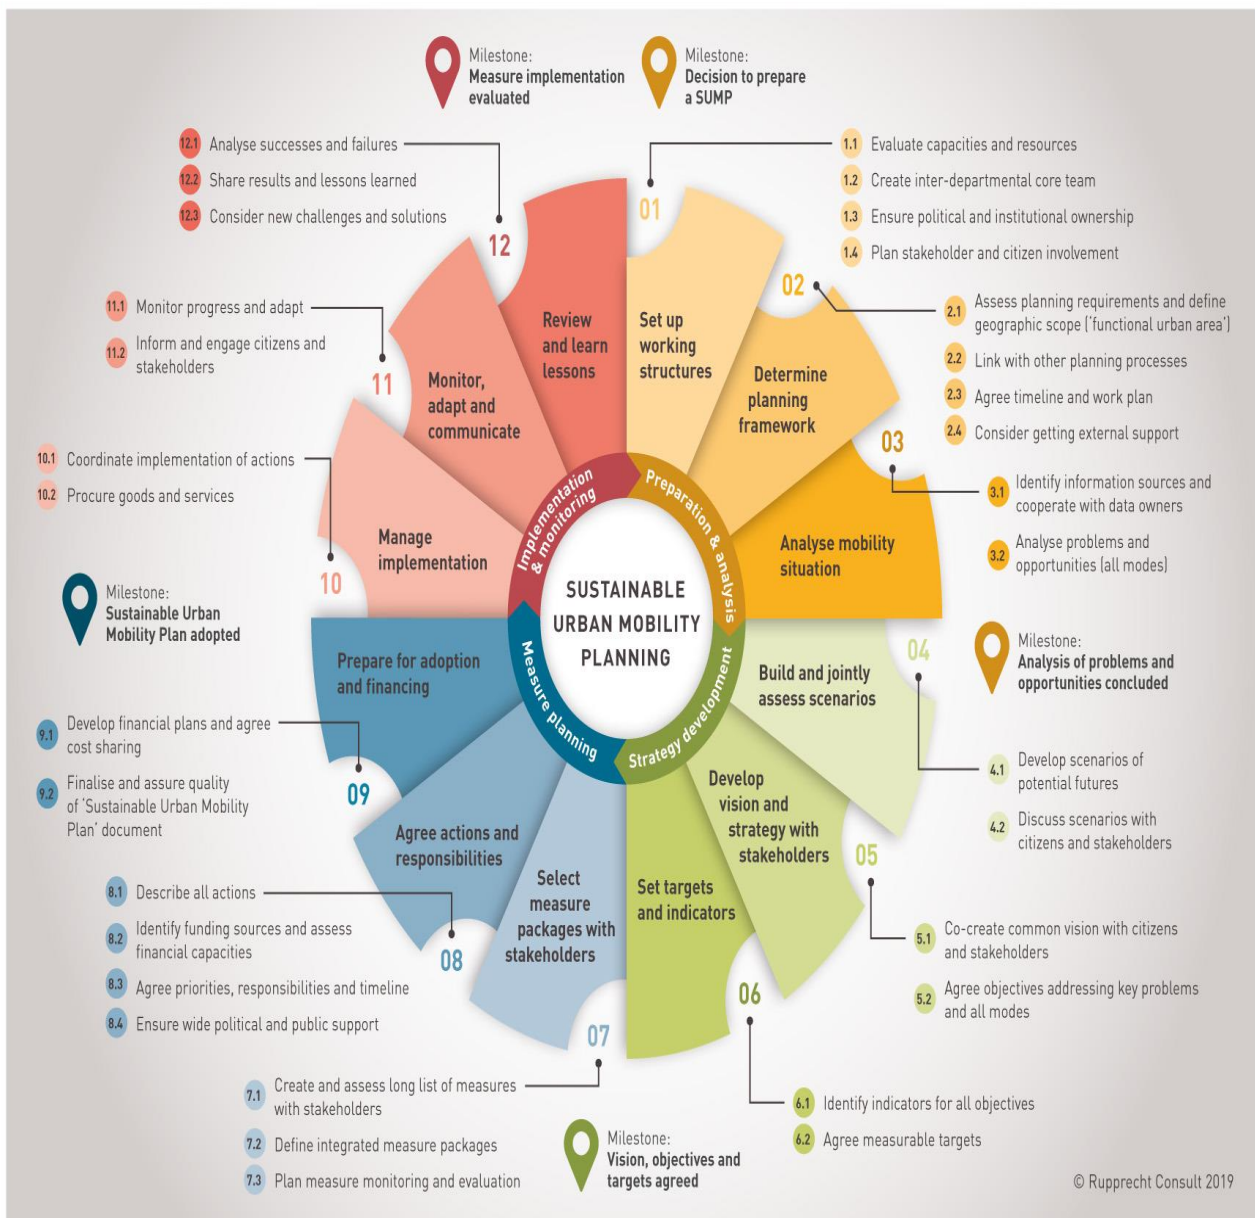 Milestone:
Measure implementation
evaluated
Milestone:
Decision to prepare
a SUMP
12.1 Analyse successes and failures
12.2 Share results and lessons learned
12.3 Consider new challenges and solutions
1.1 Evaluate capacities and resources
1.2 Create inter-departmental core team
1.3 Ensure political and institutional ownership
1.4 Plan stakeholder and citizen involvement
11.1 Monitor progress and adapt
11.2 Inform and engage citizens and
stakeholders
2.1 Assess planning requirements and define
geographic scope ('functional urban area')
2.2 Link with other planning processes
2.3 Agree timeline and work plan
2.4 Consider getting external support
10.1 Coordinate implementation of actions
10.2 Procure goods and services
3.1 Identify information sources and
cooperate with data owners
3.2 Analyse problems and
opportunities (all modes)
Milestone:
Sustainable Urban
Mobility Plan adopted
Milestone:
Analysis of problems and
opportunities concluded
01
Set up
working
structures
02
Determine
planning
framework
03
Analyse mobility
situation
04
Build and jointly
assess scenarios
05
Develop
vision and
strategy with
stakeholders
06
Set targets
and indicators
07
Select
measure
packages with
stakeholders
08
Agree actions and
responsibilities
09
Prepare for adoption
and financing
10
Manage
implementation
11
Monitor,
adapt and
communicate
12
Review
and learn
lessons
Preparation & analysis
Strategy development
Measure planning
Implementation
& monitoring
SUSTAINABLE
URBAN MOBILITY
PLANNING
9.1 Develop financial plans and agree
cost sharing
9.2 Finalise and assure quality
of 'Sustainable Urban Mobility
Plan' document
4.1 Develop scenarios of
potential futures
4.2 Discuss scenarios with
citizens and stakeholders
8.1 Describe all actions
8.2 Identify funding sources and assess
financial capacities
8.3 Agree priorities, responsibilities and timeline
8.4 Ensure wide political and public support
5.1 Co-create common vision with citizens
and stakeholders
5.2 Agree objectives addressing key problems
and all modes
7.1 Create and assess long list of measures
with stakeholders
7.2 Define integrated measure packages
7.3 Plan measure monitoring and evaluation
6.1 Identify indicators for all objectives
6.2 Agree measurable targets
Milestone:
Vision, objectives and
targets agreed
© Rupprecht Consult 2019